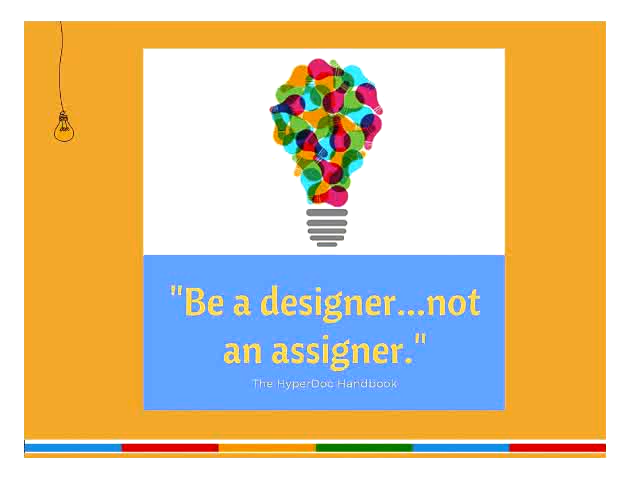 "Be a designer...not
an assigner."
The HyperDoc Handbook